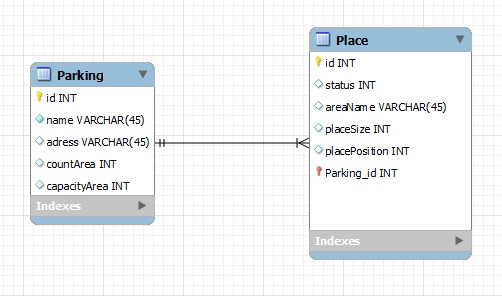 Parking
id INT
name VARCHAR(45)
adress VARCHAR(45)
countArea INT
capacityArea INT
Indexes
Place
id INT
status INT
areaName VARCHAR(45)
placeSize INT
placePosition INT
Parking_id INT
Indexes